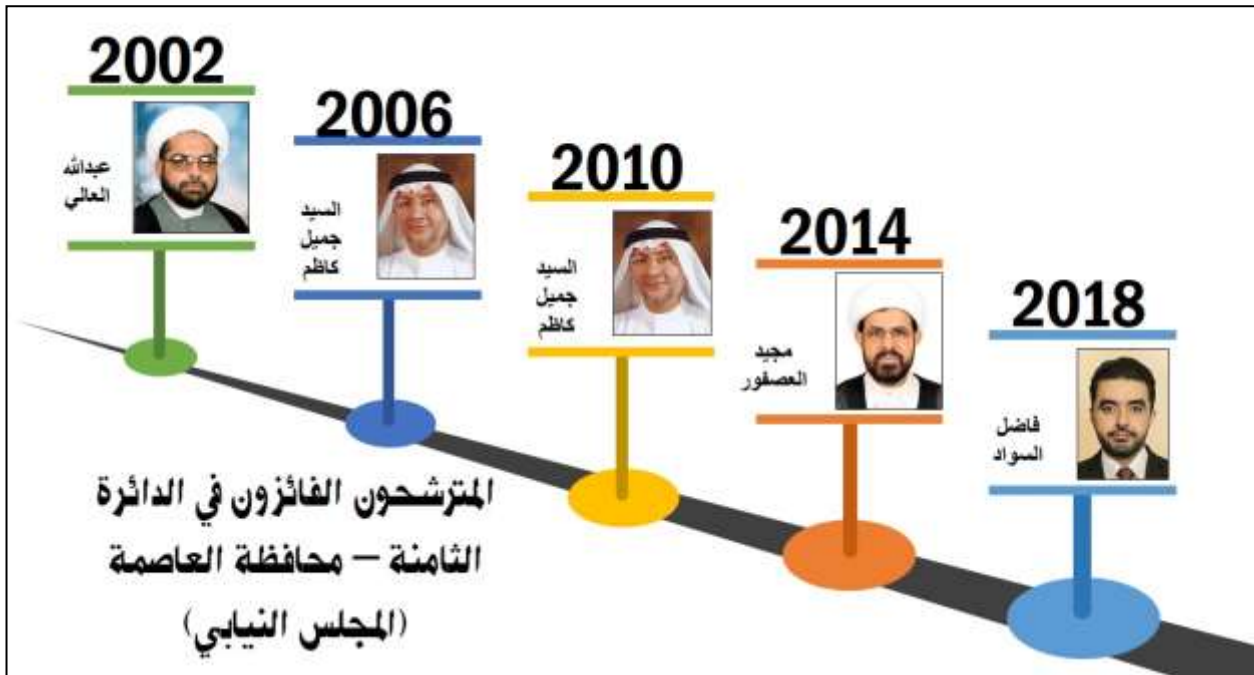 2002
عبدالله
العالي
2006
السيد
جميل
كاظم
2010
السيد
جميل
كاظم
2014
مجيد
العصفور
2018
فاضل
السواد
المترشحون الفائزون في الدائرة
الثامنة – محافظة العاصمة
(المجلس النيابي)